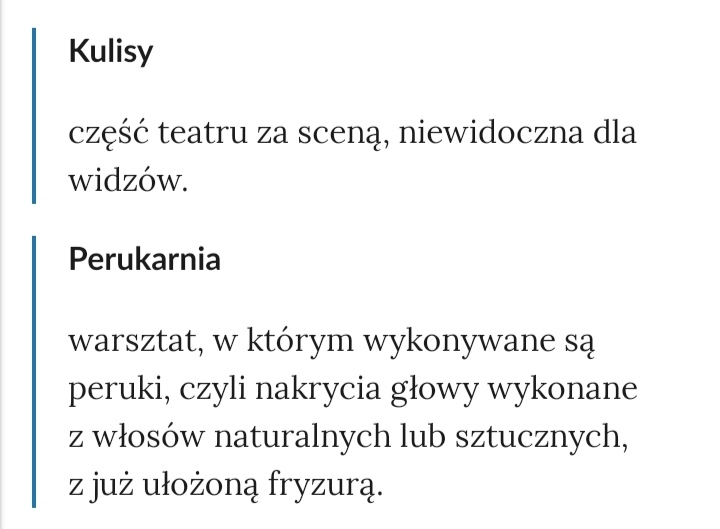 Kulisy
część teatru za sceną, niewidoczna dla
widzów.
Perukarnia
warsztat, w którym wykonywane są
peruki, czyli nakrycia głowy wykonane
z włosów naturalnych lub sztucznych,
z już ułożoną fryzurą.